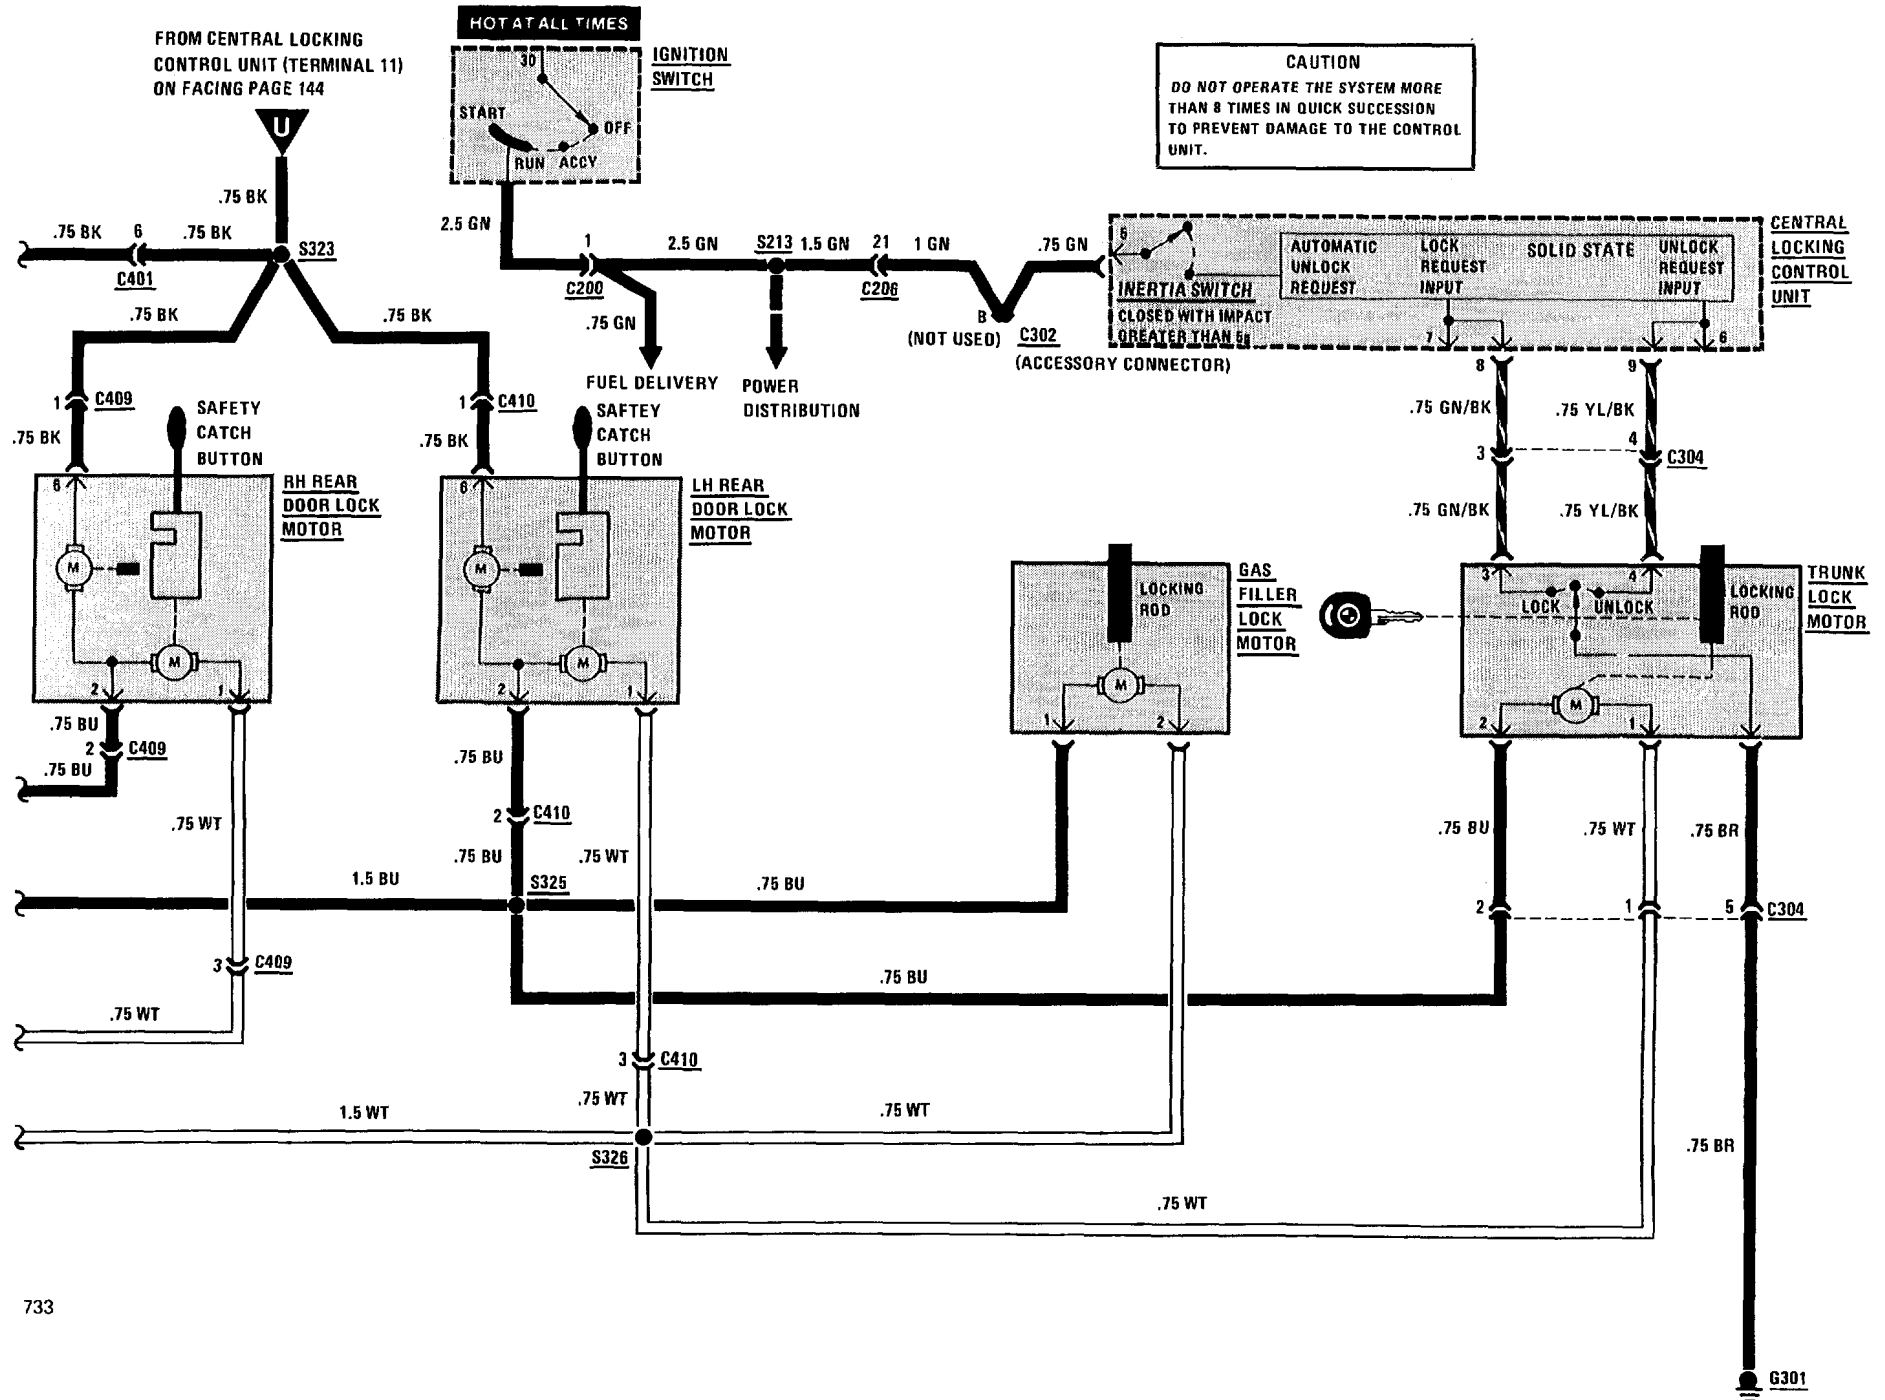 HOT AT ALL TIMES
FROM CENTRAL LOCKING
CONTROL UNIT (TERMINAL 11)
ON FACING PAGE 144
U
.75 BK
.75 BK
6
.75 BK
S323
C401
.75 BK
.75 BK
30
START
OFF
RUN
ACCY
IGNITION
SWITCH
2.5 GN
1
C200
2.5 GN
S213
1.5 GN
21
C206
1 GN
.75 GN
.75 GN
FUEL DELIVERY
POWER
DISTRIBUTION
B
(NOT USED)
C302
(ACCESSORY CONNECTOR)
CAUTION
DO NOT OPERATE THE SYSTEM MORE
THAN 8 TIMES IN QUICK SUCCESSION
TO PREVENT DAMAGE TO THE CONTROL
UNIT.
5
INERTIA SWITCH
CLOSED WITH IMPACT
GREATER THAN 5g
AUTOMATIC
UNLOCK
REQUEST
LOCK
REQUEST
INPUT
SOLID STATE
UNLOCK
REQUEST
INPUT
7
6
CENTRAL
LOCKING
CONTROL
UNIT
8
9
.75 GN/BK
.75 YL/BK
3
4
C304
.75 GN/BK
.75 YL/BK
1
C409
.75 BK
SAFETY
CATCH
BUTTON
1
C410
.75 BK
SAFTEY
CATCH
BUTTON
6
M
M
2
1
RH REAR
DOOR LOCK
MOTOR
6
M
M
2
1
LH REAR
DOOR LOCK
MOTOR
LOCKING
ROD
M
1
2
GAS
FILLER
LOCK
MOTOR
3
4
LOCK
UNLOCK
LOCKING
ROD
M
2
1
TRUNK
LOCK
MOTOR
.75 BU
2
C409
.75 BU
.75 WT
.75 BU
2
C410
.75 BU
.75 WT
1.5 BU
S325
.75 BU
.75 BU
.75 WT
.75 BR
2
1
5
C304
3
C409
.75 WT
.75 BU
3
C410
.75 WT
1.5 WT
.75 WT
S326
.75 BR
.75 WT
733
G301